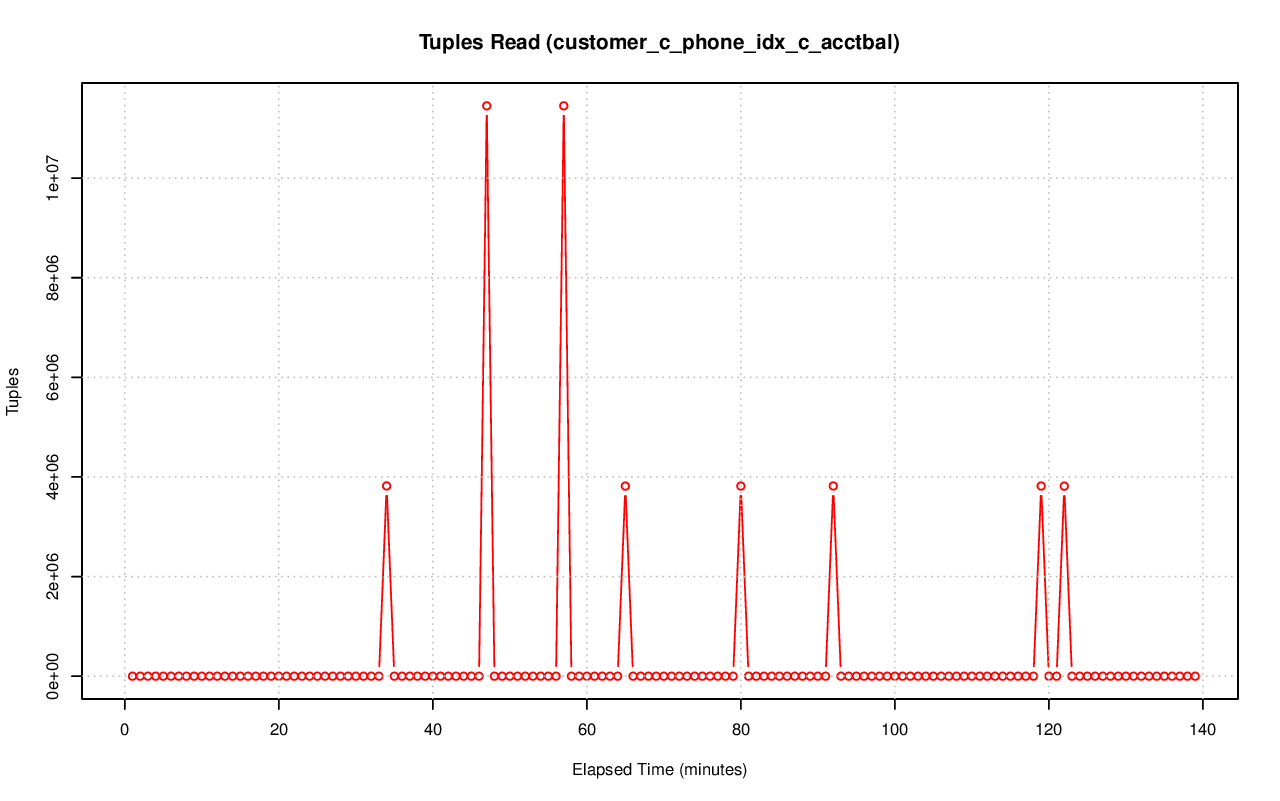 Tuples Read (customer_c_phone_idx_c_acctbal)
1e+07
8e+06
6e+06
4e+06
2e+06
0e+00
Tuples
0 20 40 60 80 100 120 140
Elapsed Time (minutes)